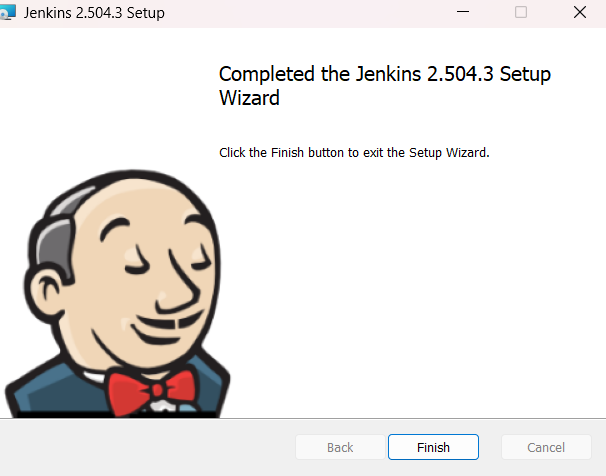 Jenkins 2.504.3 Setup
Completed the Jenkins 2.504.3 Setup
Wizard
Click the Finish button to exit the Setup Wizard.
Back
Finish
Cancel